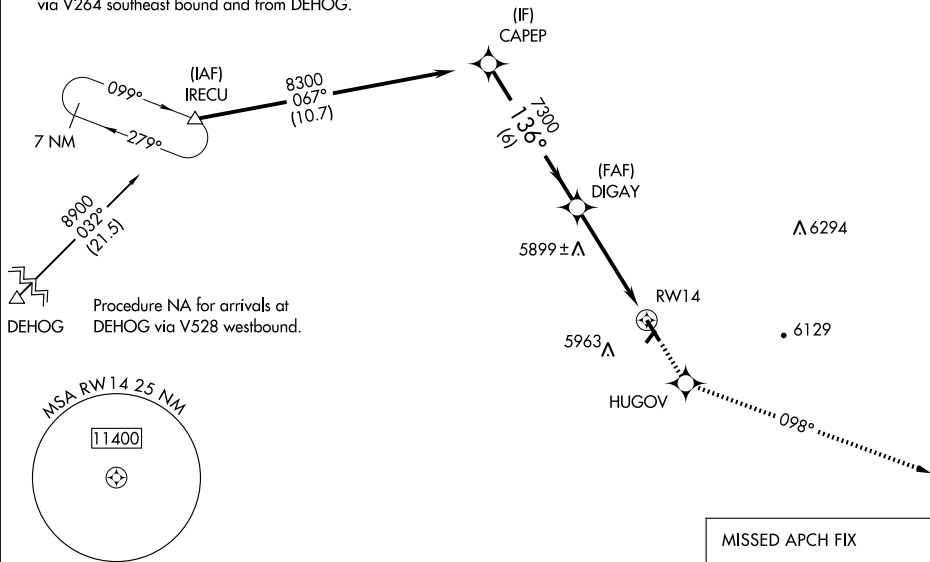 via V264 southeast bound and from DEHOG.
(IF)
CAPEP
(IAF)
IRECU
8300
067°
(10.7)
099°
279°
7 NM
7300
136°
(6)
(FAF)
DIGAY
8900
032°
(21.5)
5899±
6294
DEHOG
Procedure NA for arrivals at
DEHOG via V528 westbound.
RW14
5963
6129
HUGOV
098°
MSA RW14 25 NM
11400
MISSED APCH FIX